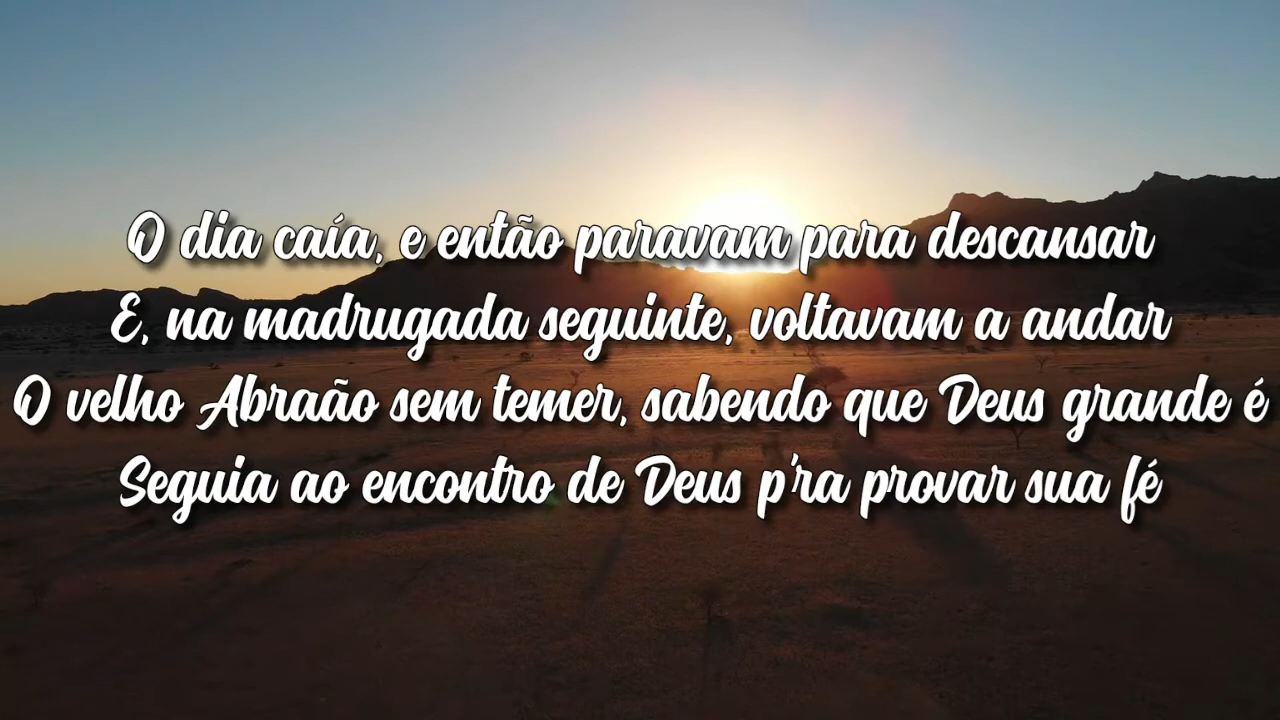 O dia caía, e então paravam para descansar
E, na madrugada seguinte, voltavam a andar
O velho Abraão sem temer, sabendo que Deus grande é
Seguia ao encontro de Deus p'ra provar sua fé